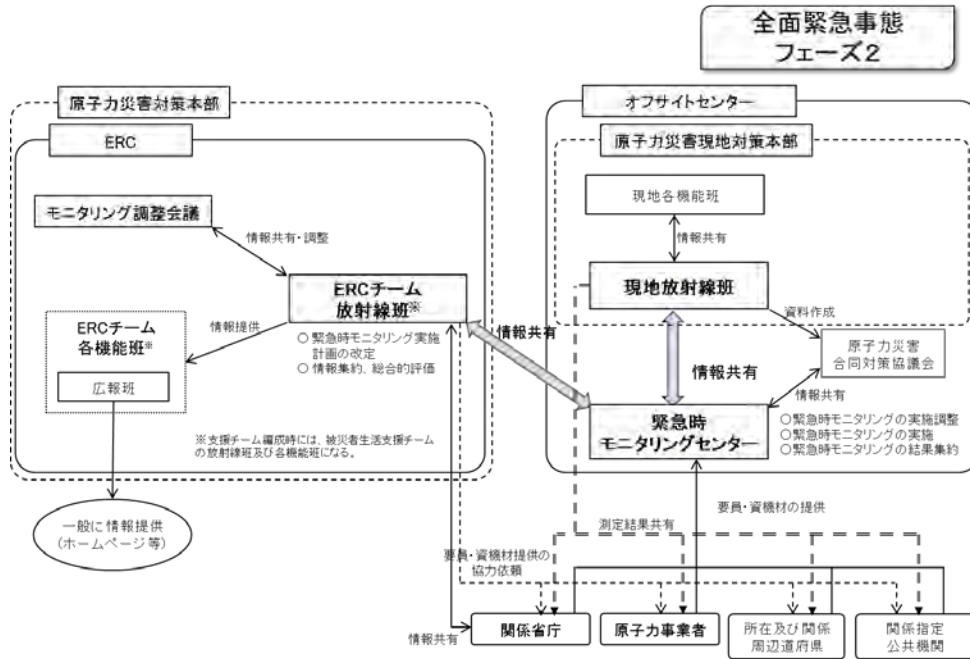 全面緊急事態
フェーズ2
原子力災害対策本部
ERC
モニタリング調整会議
情報共有・調整
ERCチーム
放射線班※
○緊急時モニタリング実施
計画の改定
○情報集約、総合的評価
情報提供
ERCチーム
各機能班※
広報班
※支援チーム編成時には、被災者生活支援チーム
の放射線班及び各機能班になる。
一般に情報提供
(ホームページ等)
オフサイトセンター
原子力災害現地対策本部
現地各機能班
情報共有
現地放射線班
資料作成
原子力災害
合同対策協議会
情報共有
情報共有
情報共有
緊急時
モニタリングセンター
○緊急時モニタリングの実施調整
○緊急時モニタリングの実施
○緊急時モニタリングの結果集約
要員・資機材の提供
測定結果共有
要員・資機材提供の
協力依頼
情報共有
関係省庁
原子力事業者
所在及び関係
周辺道府県
関係指定
公共機関